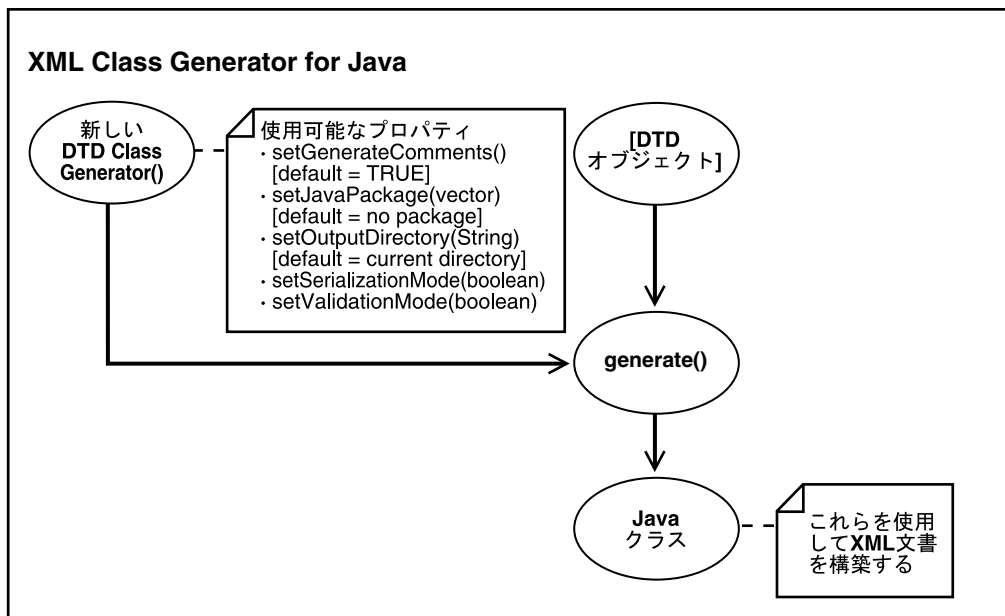 XML Class Generator for Java
新しい
DTD Class
Generator()
使用可能なプロパティ
· setGenerateComments()
[default = TRUE]
· setJavaPackage(vector)
[default = no package]
· setOutputDirectory(String)
[default = current directory]
· setSerializationMode(boolean)
· setValidationMode(boolean)
[DTD
オブジェクト]
generate()
Java
クラス
これらを使用
してXML文書
を構築する